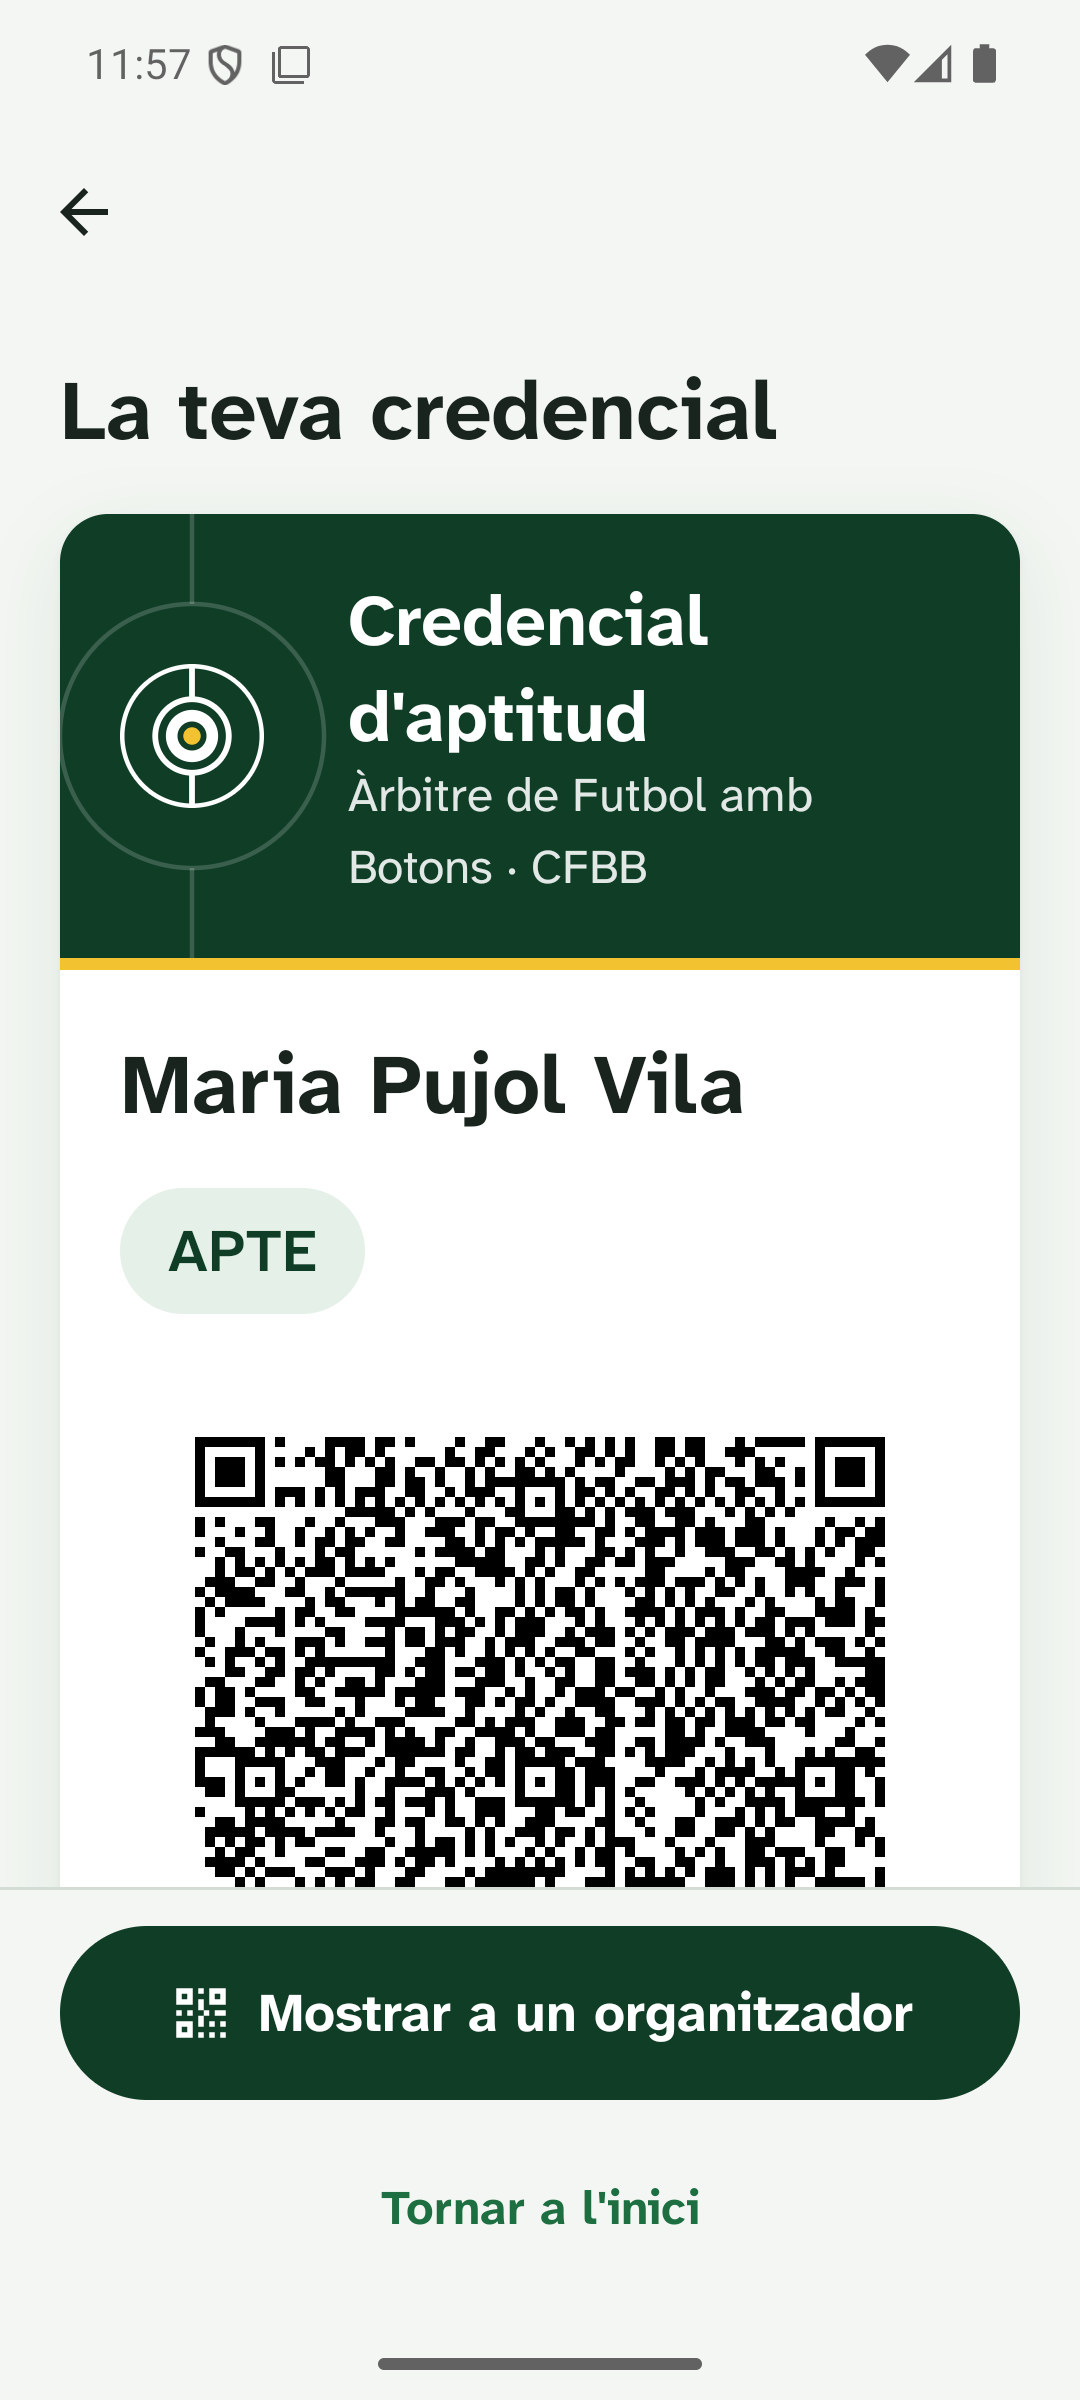 11:57
La teva credencial
Credencial
d'aptitud
Àrbitre de Futbol amb
Botons · CFBB
Maria Pujol Vila
APTE
Mostrar a un organitzador
Tornar a l'inici